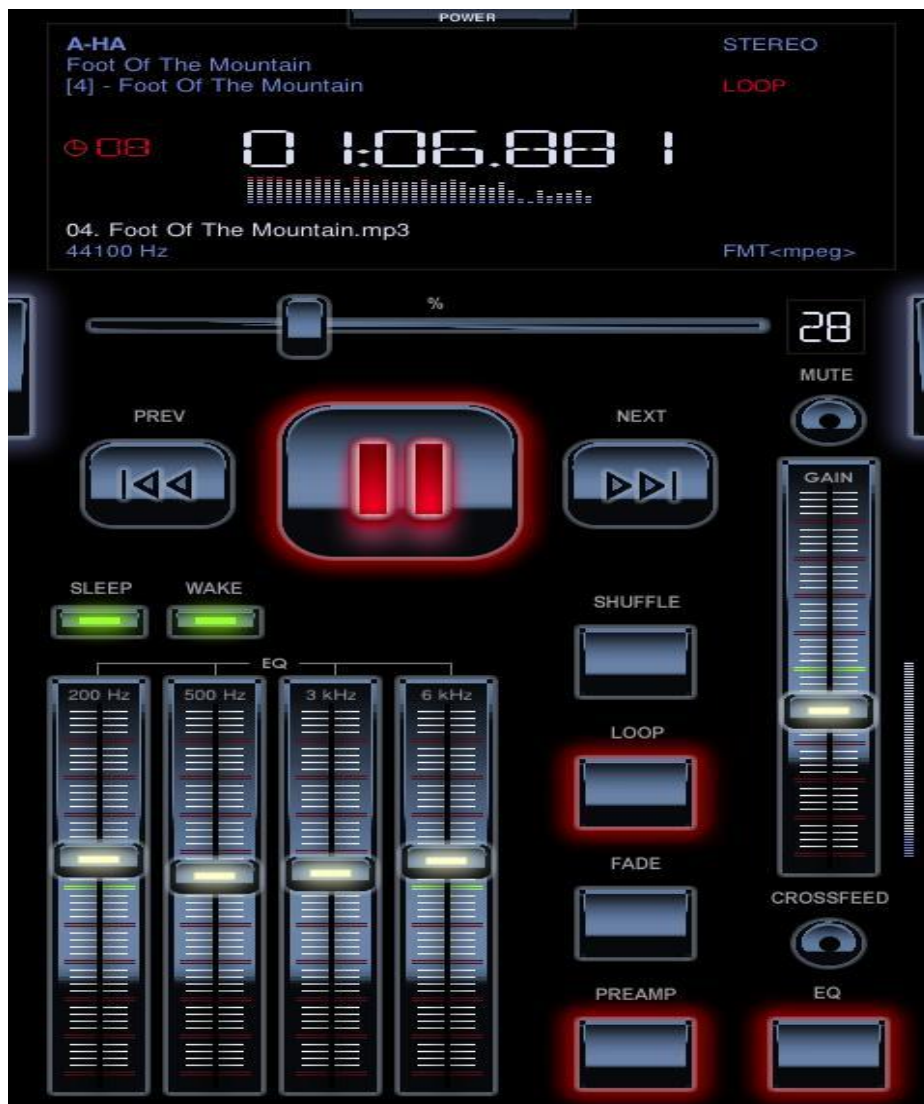 POWER
A-HA
STEREO
Foot Of The Mountain
[4] - Foot Of The Mountain
LOOP
08
01:06.881
04. Foot Of The Mountain.mp3
44100 Hz
FMT<mpeg>
%
28
MUTE
PREV
NEXT
GAIN
SLEEP
WAKE
SHUFFLE
EQ
200 Hz
500 Hz
3 kHz
6 kHz
LOOP
FADE
CROSSFEED
PREAMP
EQ